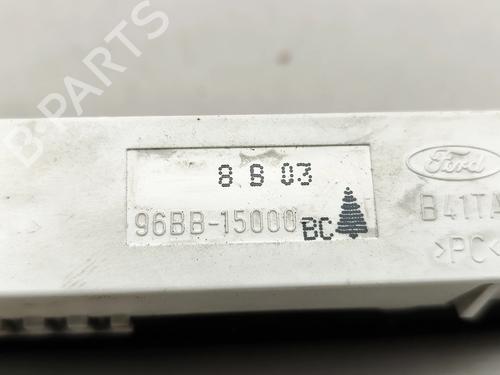 B-PARTS
8 6 03
96BB-15000 BC
Ford
B41TA
>PC<